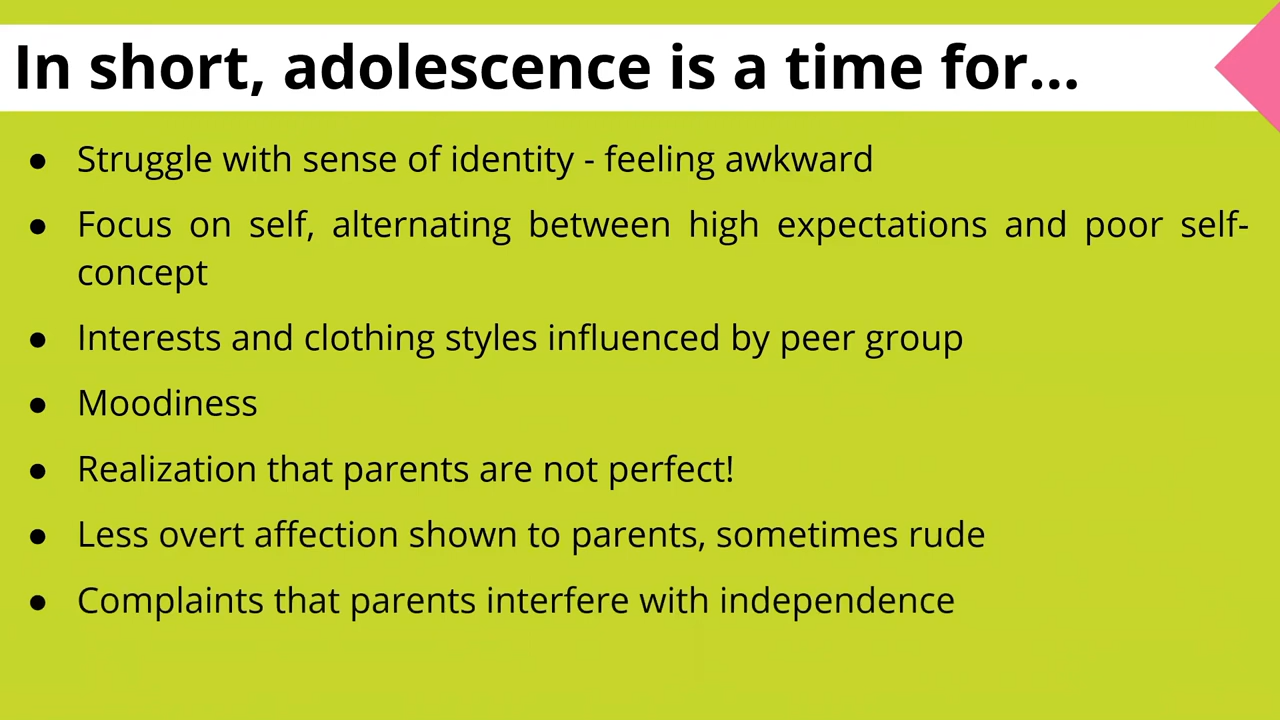 In short, adolescence is a time for...
● Struggle with sense of identity - feeling awkward
● Focus on self, alternating between high expectations and poor self-
concept
● Interests and clothing styles influenced by peer group
● Moodiness
● Realization that parents are not perfect!
● Less overt affection shown to parents, sometimes rude
● Complaints that parents interfere with independence